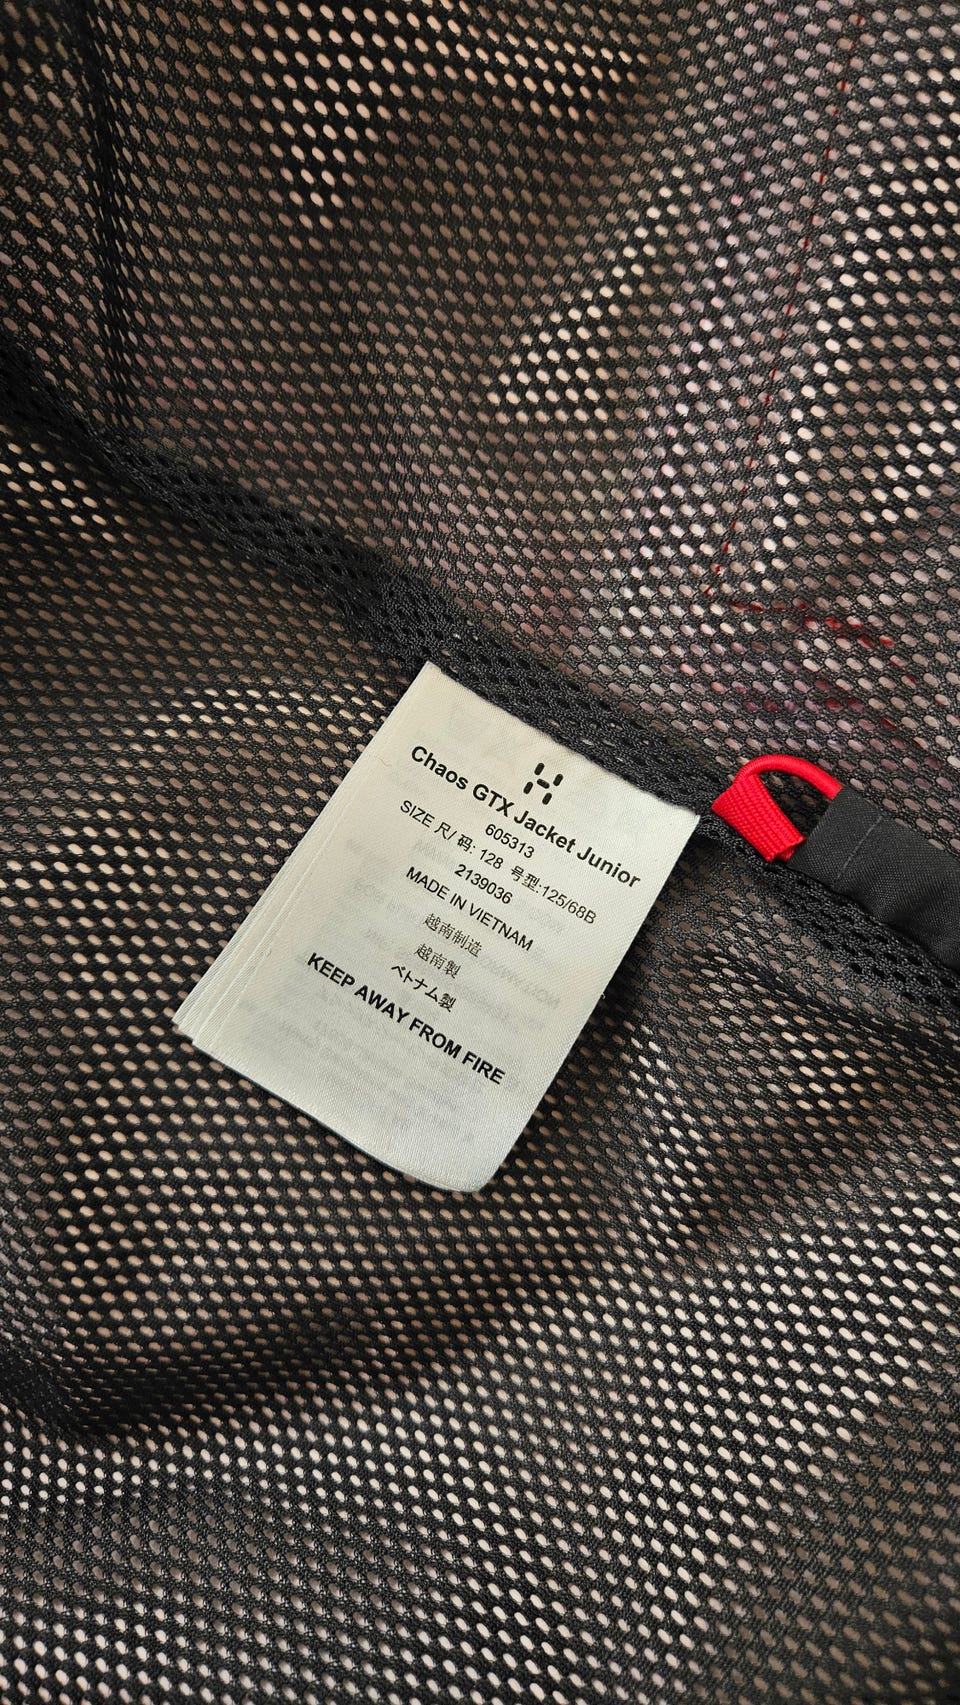 Chaos GTX Jacket Junior
605313
SIZE 尺/ 码: 128 号型:125/68B
2139036
MADE IN VIETNAM
越南制造
越南製
ベトナム製
KEEP AWAY FROM FIRE